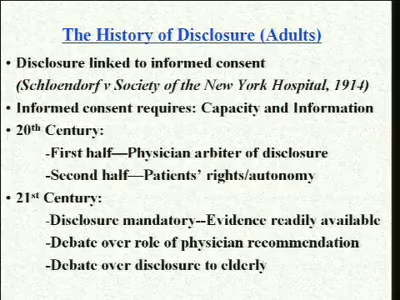 The History of Disclosure (Adults)
• Disclosure linked to informed consent
(Schloendorf v Society of the New York Hospital, 1914)
• Informed consent requires: Capacity and Information
• 20th Century:
-First half—Physician arbiter of disclosure
-Second half—Patients’ rights/autonomy
• 21st Century:
-Disclosure mandatory--Evidence readily available
-Debate over role of physician recommendation
-Debate over disclosure to elderly